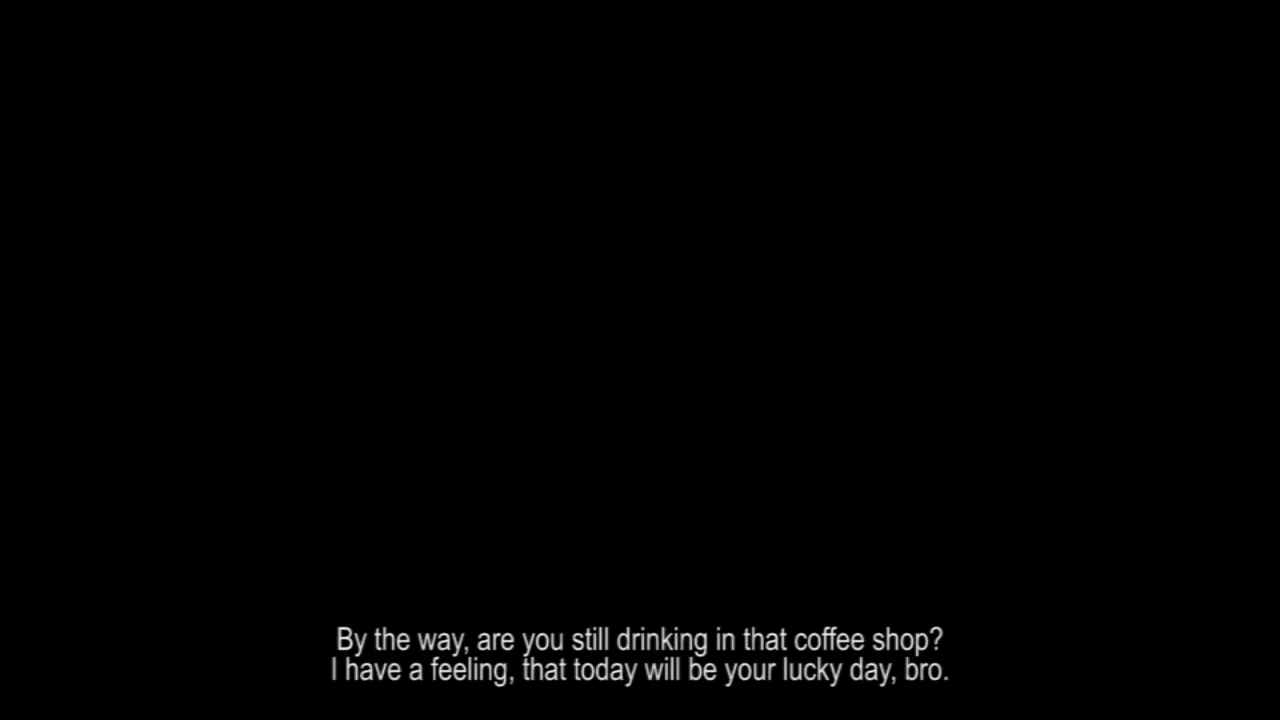 By the way, are you still drinking in that coffee shop?
I have a feeling, that today will be your lucky day, bro.